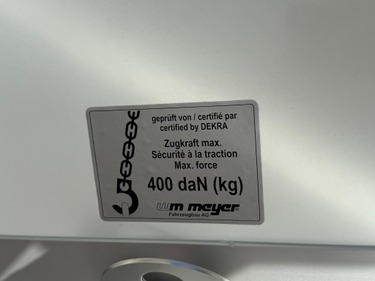 geprüft von / certifié par
certified by DEKRA
Zugkraft max.
Sécurité à la traction
Max. force
400 daN (kg)
wm meyer
Fahrzeugbau AG